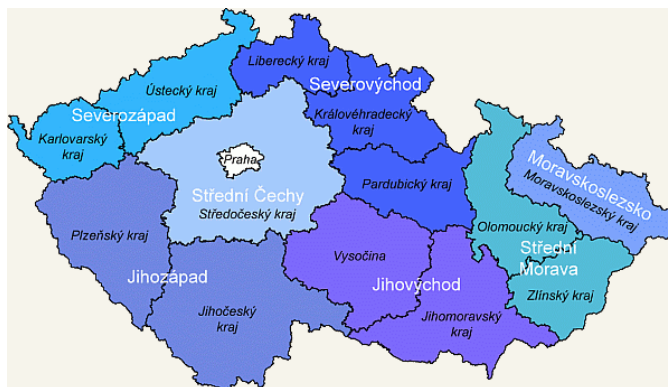 Liberecký kraj
Severovýchod
Ústecký kraj
Severozápad
Královéhradecký
kraj
Karlovarský
kraj
Praha
Moravskoslezsko
Moravskoslezský kraj
Střední Čechy
Středočeský kraj
Pardubický kraj
Plzeňský kraj
Olomoucký kraj
Střední
Morava
Vysočina
Jihozápad
Jihovýchod
Zlínský kraj
Jihočeský
kraj
Jihomoravský
kraj